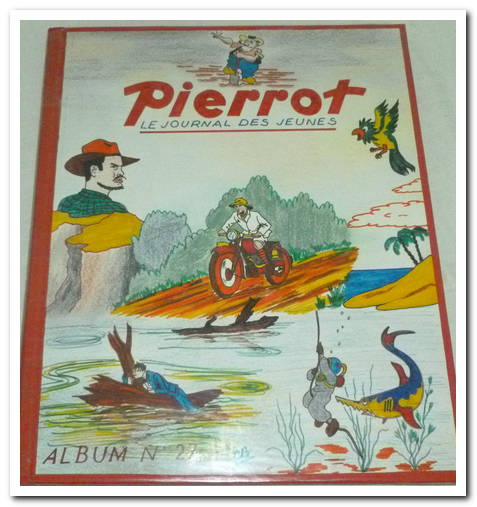 Pierrot
LE JOURNAL DES JEUNES
ALBUM N°